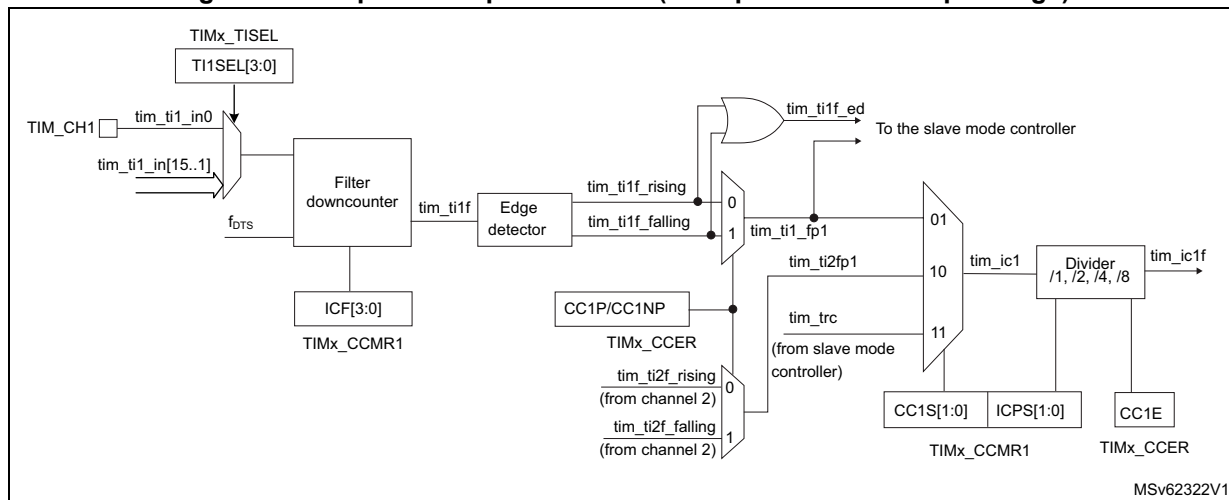 TIMx_TISEL
TI1SEL[3:0]
TIM_CH1
tim_ti1_in0
tim_ti1_in[15..1]
fDTS
Filter
downcounter
ICF[3:0]
TIMx_CCMR1
tim_ti1f
Edge
detector
tim_ti1f_rising
tim_ti1f_falling
0
1
tim_ti1f_ed
To the slave mode controller
tim_ti1_fp1
CC1P/CC1NP
TIMx_CCER
tim_ti2f_rising
(from channel 2)
tim_ti2f_falling
(from channel 2)
0
1
tim_ti2fp1
tim_trc
(from slave mode
controller)
01
10
11
tim_ic1
Divider
/1, /2, /4, /8
tim_ic1f
CC1S[1:0]
ICPS[1:0]
TIMx_CCMR1
CC1E
TIMx_CCER
MSv62322V1